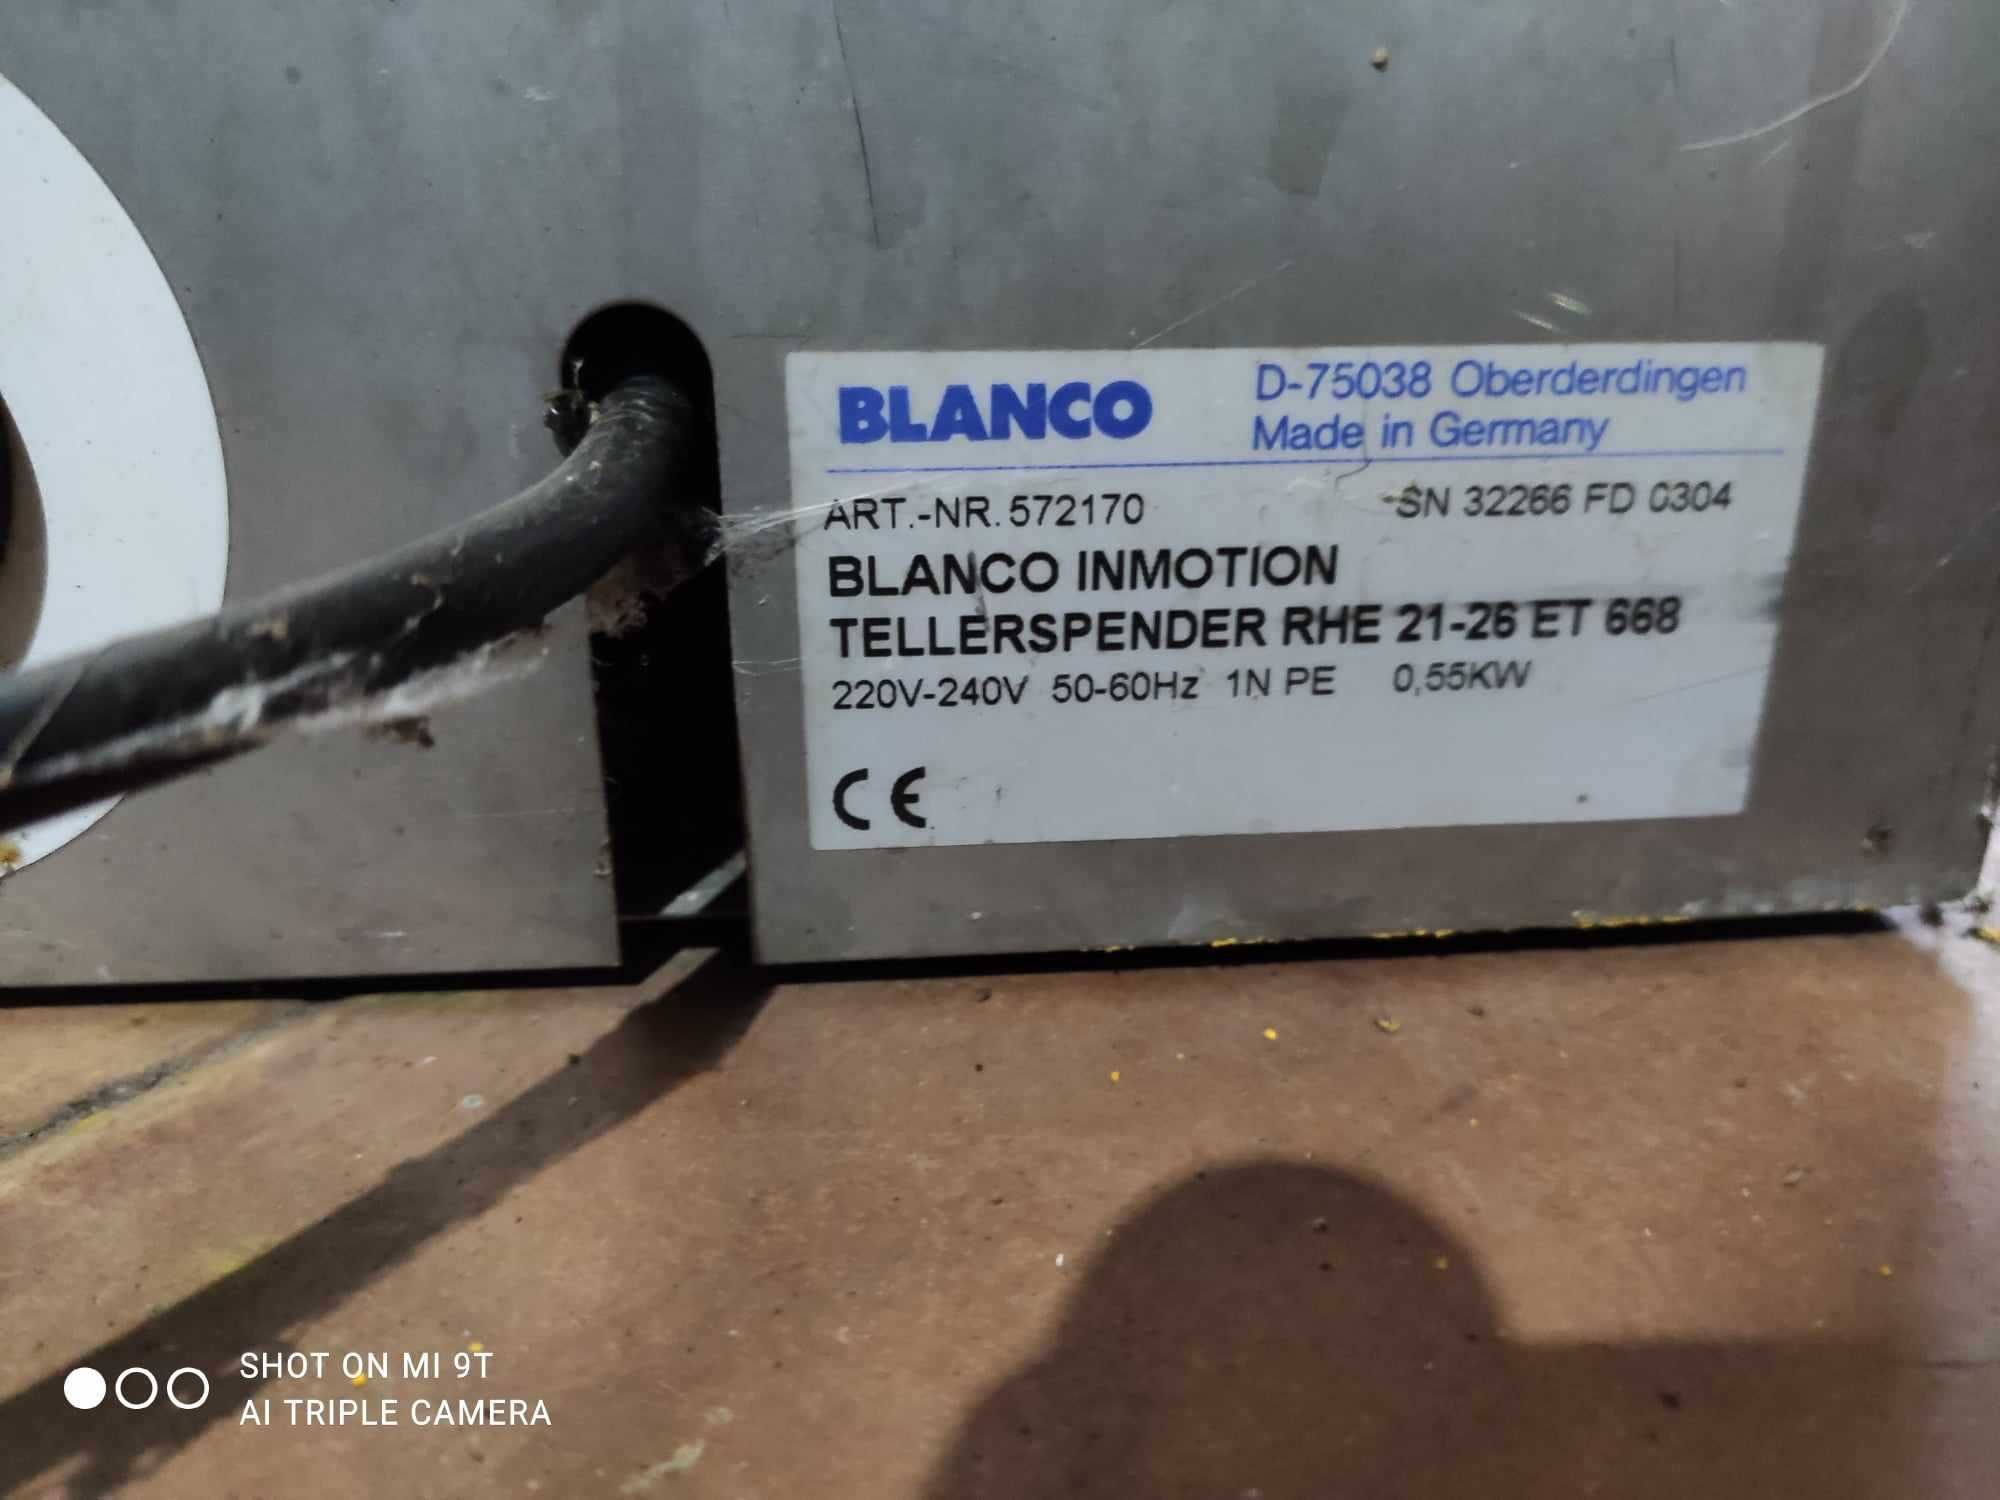 BLANCO
D-75038 Oberderdingen
Made in Germany
ART.-NR. 572170 SN 32266 FD 0304
BLANCO INMOTION
TELLERSPENDER RHE 21-26 ET 668
220V-240V 50-60Hz 1N PE 0,55KW
CE
SHOT ON MI 9T
AI TRIPLE CAMERA